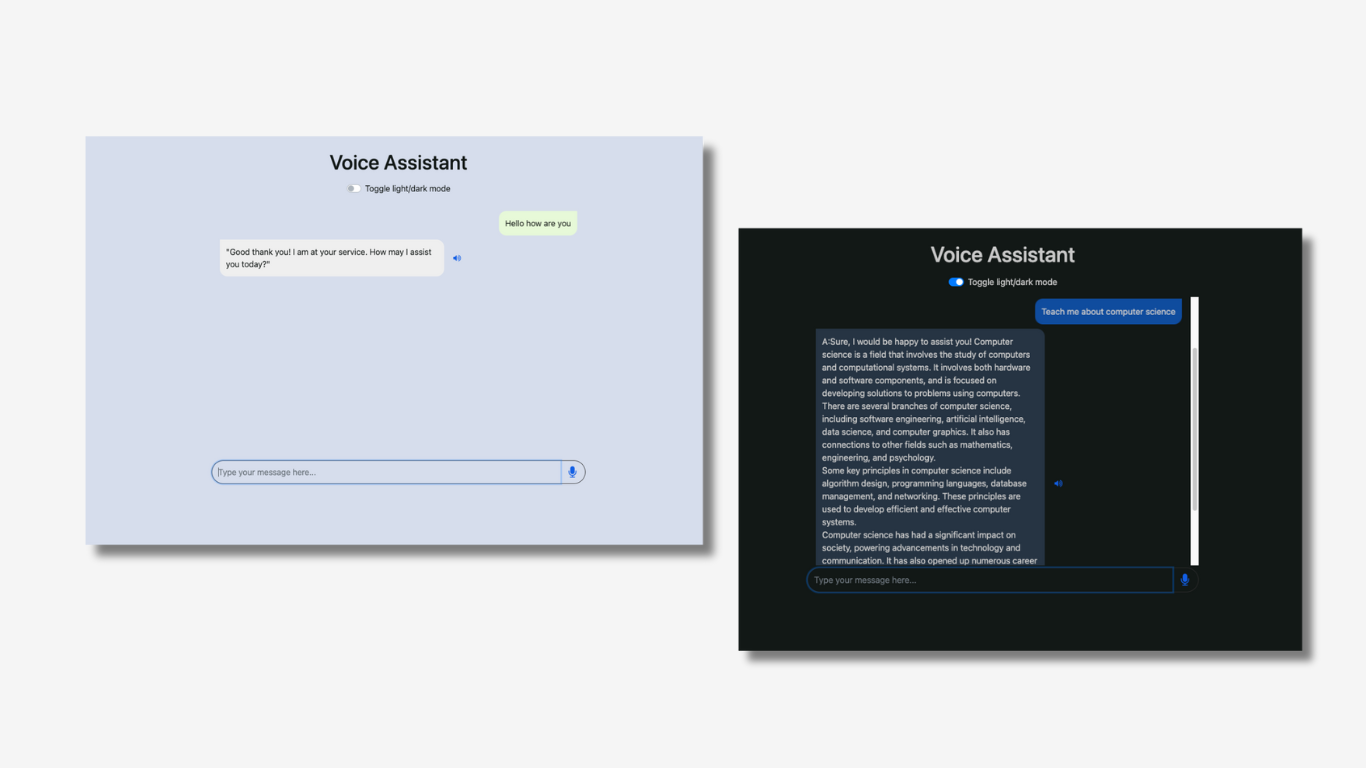 Voice Assistant
Toggle light/dark mode
Hello how are you
"Good thank you! I am at your service. How may I assist
you today?"
Type your message here...
Voice Assistant
Toggle light/dark mode
Teach me about computer science
A:Sure, I would be happy to assist you! Computer
science is a field that involves the study of computers
and computational systems. It involves both hardware
and software components, and is focused on
developing solutions to problems using computers.
There are several branches of computer science,
including software engineering, artificial intelligence,
data science, and computer graphics. It also has
connections to other fields such as mathematics,
engineering, and psychology.
Some key principles in computer science include
algorithm design, programming languages, database
management, and networking. These principles are
used to develop efficient and effective computer
systems.
Computer science has had a significant impact on
society, powering advancements in technology and
communication. It has also opened up numerous career
Type your message here...